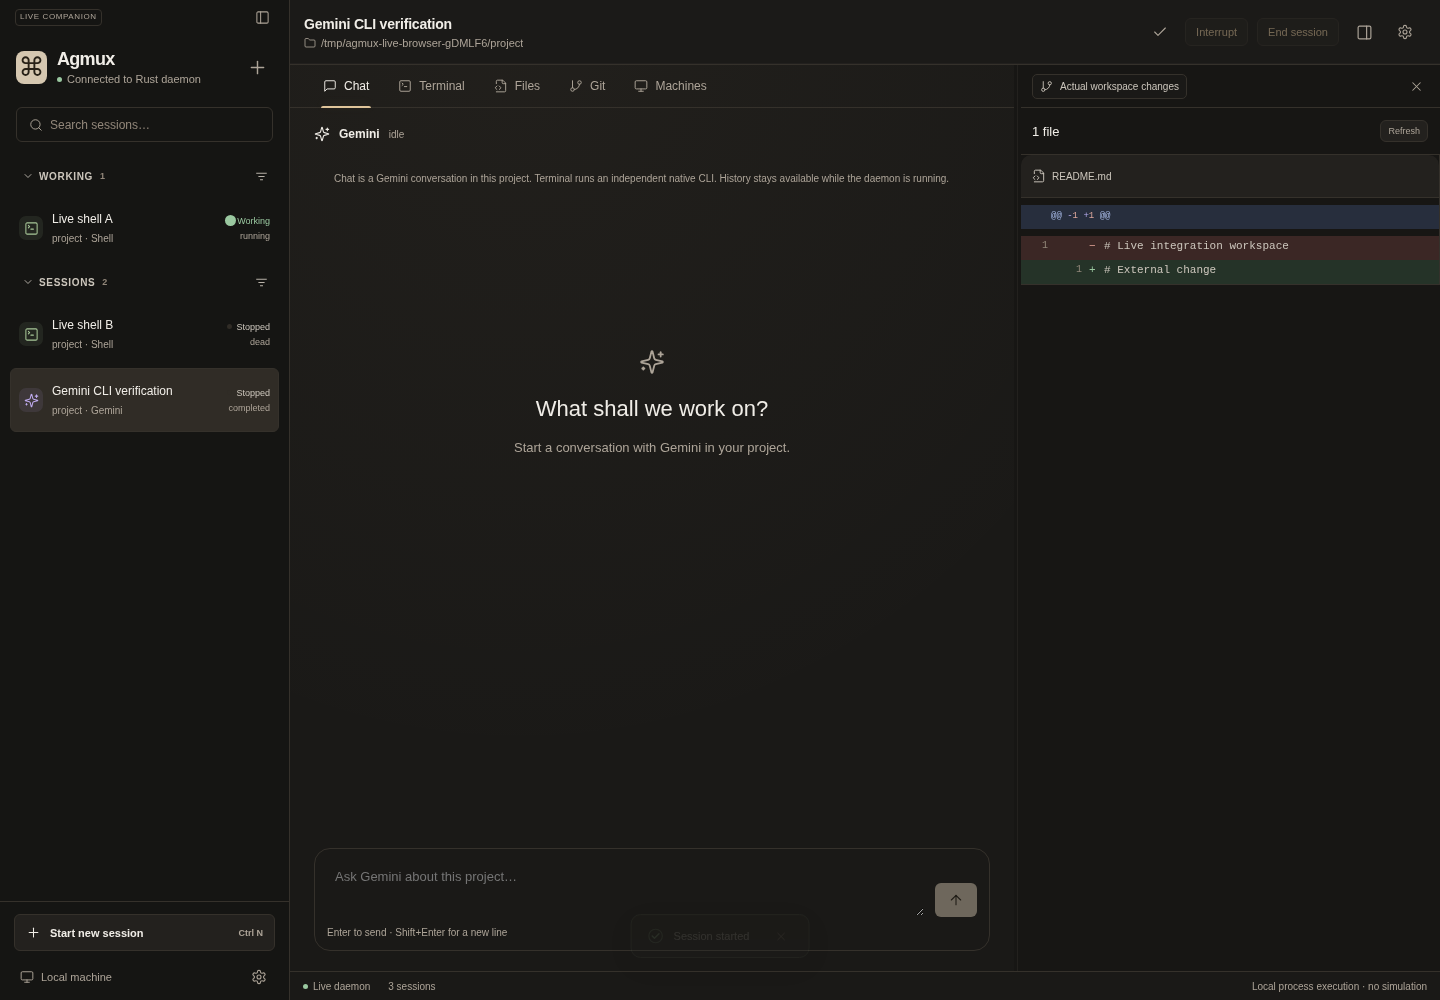 LIVE COMPANION
Agmux
Connected to Rust daemon
Search sessions…
WORKING 1
Live shell A
Working
project · Shell
running
SESSIONS 2
Live shell B
Stopped
project · Shell
dead
Gemini CLI verification
Stopped
project · Gemini
completed
Start new session
Ctrl N
Local machine
Gemini CLI verification
/tmp/agmux-live-browser-gDMLF6/project
Interrupt
End session
Chat
Terminal
Files
Git
Machines
Gemini idle
Chat is a Gemini conversation in this project. Terminal runs an independent native CLI. History stays available while the daemon is running.
What shall we work on?
Start a conversation with Gemini in your project.
Ask Gemini about this project…
Enter to send · Shift+Enter for a new line
Session started
Actual workspace changes
1 file
Refresh
README.md
@@ -1 +1 @@
1 − # Live integration workspace
1 + # External change
Live daemon
3 sessions
Local process execution · no simulation